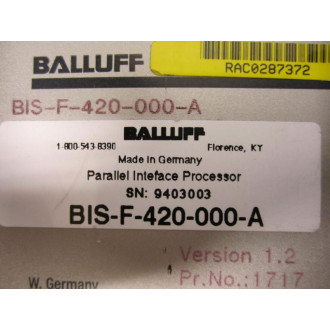 BALLUFF
RAC0287372
BIS-F-420-000-A
BALLUFF
1-800-543-8390 Florence, KY
Made in Germany
Parallel Inteface Processor
SN: 9403003
BIS-F-420-000-A
Version 1.2
W. Germany
Pr.No.:1717